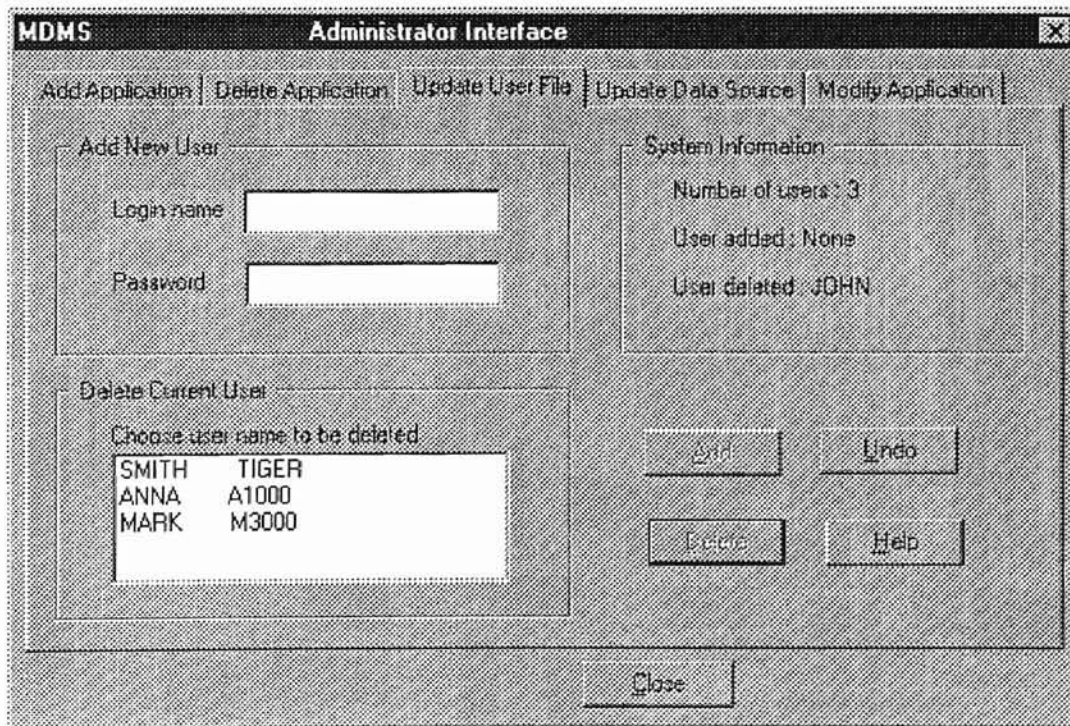 MDMS Administrator Interface
Add Application Delete Application Update User File Update Data Source Modify Application
Add New User
Login name
Password
System Information
Number of users : 3
User added : None
User deleted : JOHN
Delete Current User
Choose user name to be deleted
SMITH TIGER
ANNA A1000
MARK M3000
Add Undo
Delete Help
Close